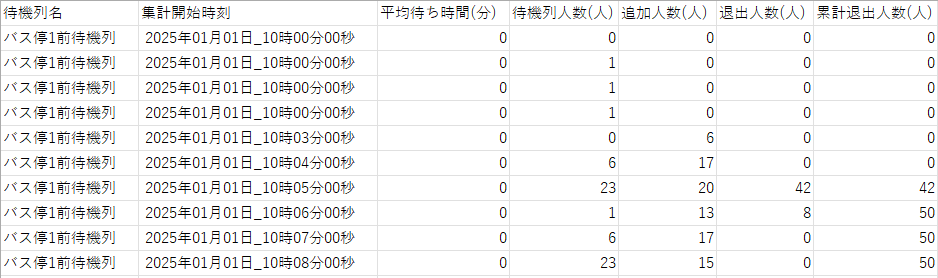 待機列名 集計開始時刻 平均待ち時間(分) 待機列人数(人) 追加人数(人) 退出人数(人) 累計退出人数(人)
バス停1前待機列 2025年01月01日_10時00分00秒 0 0 0 0 0
バス停1前待機列 2025年01月01日_10時00分00秒 0 1 0 0 0
バス停1前待機列 2025年01月01日_10時00分00秒 0 1 0 0 0
バス停1前待機列 2025年01月01日_10時00分00秒 0 1 0 0 0
バス停1前待機列 2025年01月01日_10時03分00秒 0 0 6 0 0
バス停1前待機列 2025年01月01日_10時04分00秒 0 6 17 0 0
バス停1前待機列 2025年01月01日_10時05分00秒 0 23 20 42 42
バス停1前待機列 2025年01月01日_10時06分00秒 0 1 13 8 50
バス停1前待機列 2025年01月01日_10時07分00秒 0 6 17 0 50
バス停1前待機列 2025年01月01日_10時08分00秒 0 23 15 0 50